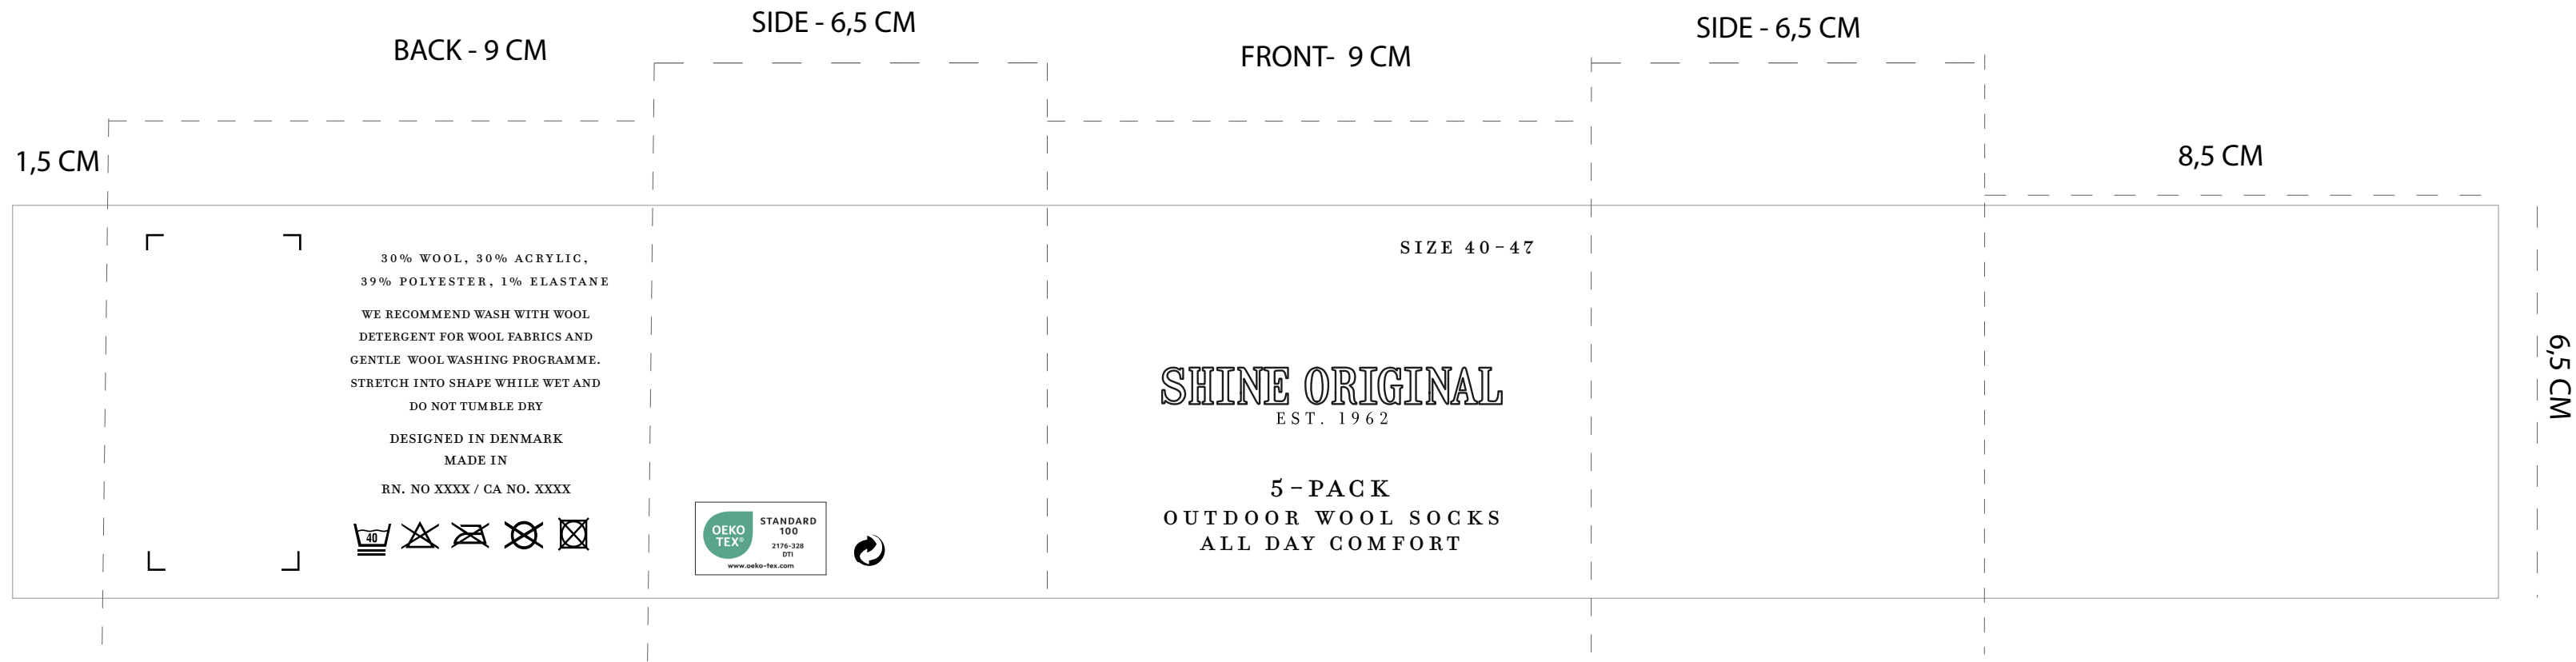 SIDE - 6,5 CM
SIDE - 6,5 CM
BACK - 9 CM
FRONT- 9 CM
1,5 CM
8,5 CM
6,5 CM
30% WOOL, 30% ACRYLIC,
39% POLYESTER, 1% ELASTANE
WE RECOMMEND WASH WITH WOOL
DETERGENT FOR WOOL FABRICS AND
GENTLE WOOL WASHING PROGRAMME.
STRETCH INTO SHAPE WHILE WET AND
DO NOT TUMBLE DRY
DESIGNED IN DENMARK
MADE IN
RN. NO XXXX / CA NO. XXXX
40
OEKO
TEX®
STANDARD
100
2176-328
DTI
www.oeko-tex.com
SIZE 40-47
SHINE ORIGINAL
EST. 1962
5-PACK
OUTDOOR WOOL SOCKS
ALL DAY COMFORT